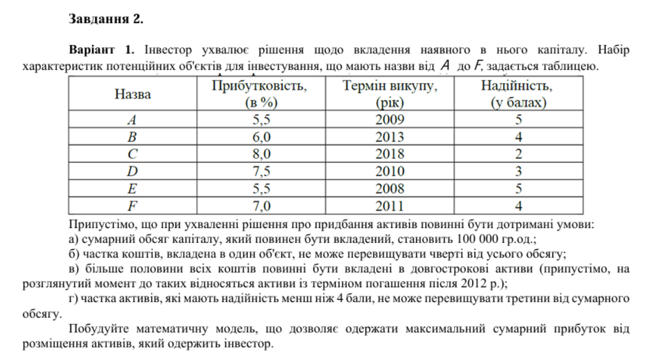 Завдання 2.
Варіант 1. Інвестор ухвалює рішення щодо вкладення наявного в нього капіталу. Набір
характеристик потенційних об'єктів для інвестування, що мають назви від A до F, задається таблицею.
Назва Прибутковість, (в %) Термін викупу, (рік) Надійність, (у балах)
A 5,5 2009 5
B 6,0 2013 4
C 8,0 2018 2
D 7,5 2010 3
E 5,5 2008 5
F 7,0 2011 4
Припустімо, що при ухваленні рішення про придбання активів повинні бути дотримані умови:
а) сумарний обсяг капіталу, який повинен бути вкладений, становить 100 000 гр.од.;
б) частка коштів, вкладена в один об'єкт, не може перевищувати чверті від усього обсягу;
в) більше половини всіх коштів повинні бути вкладені в довгострокові активи (припустімо, на
розглянутий момент до таких відносяться активи із терміном погашення після 2012 р.);
г) частка активів, які мають надійність менш ніж 4 бали, не може перевищувати третини від сумарного
обсягу.
Побудуйте математичну модель, що дозволяє одержати максимальний сумарний прибуток від
розміщення активів, який одержить інвестор.